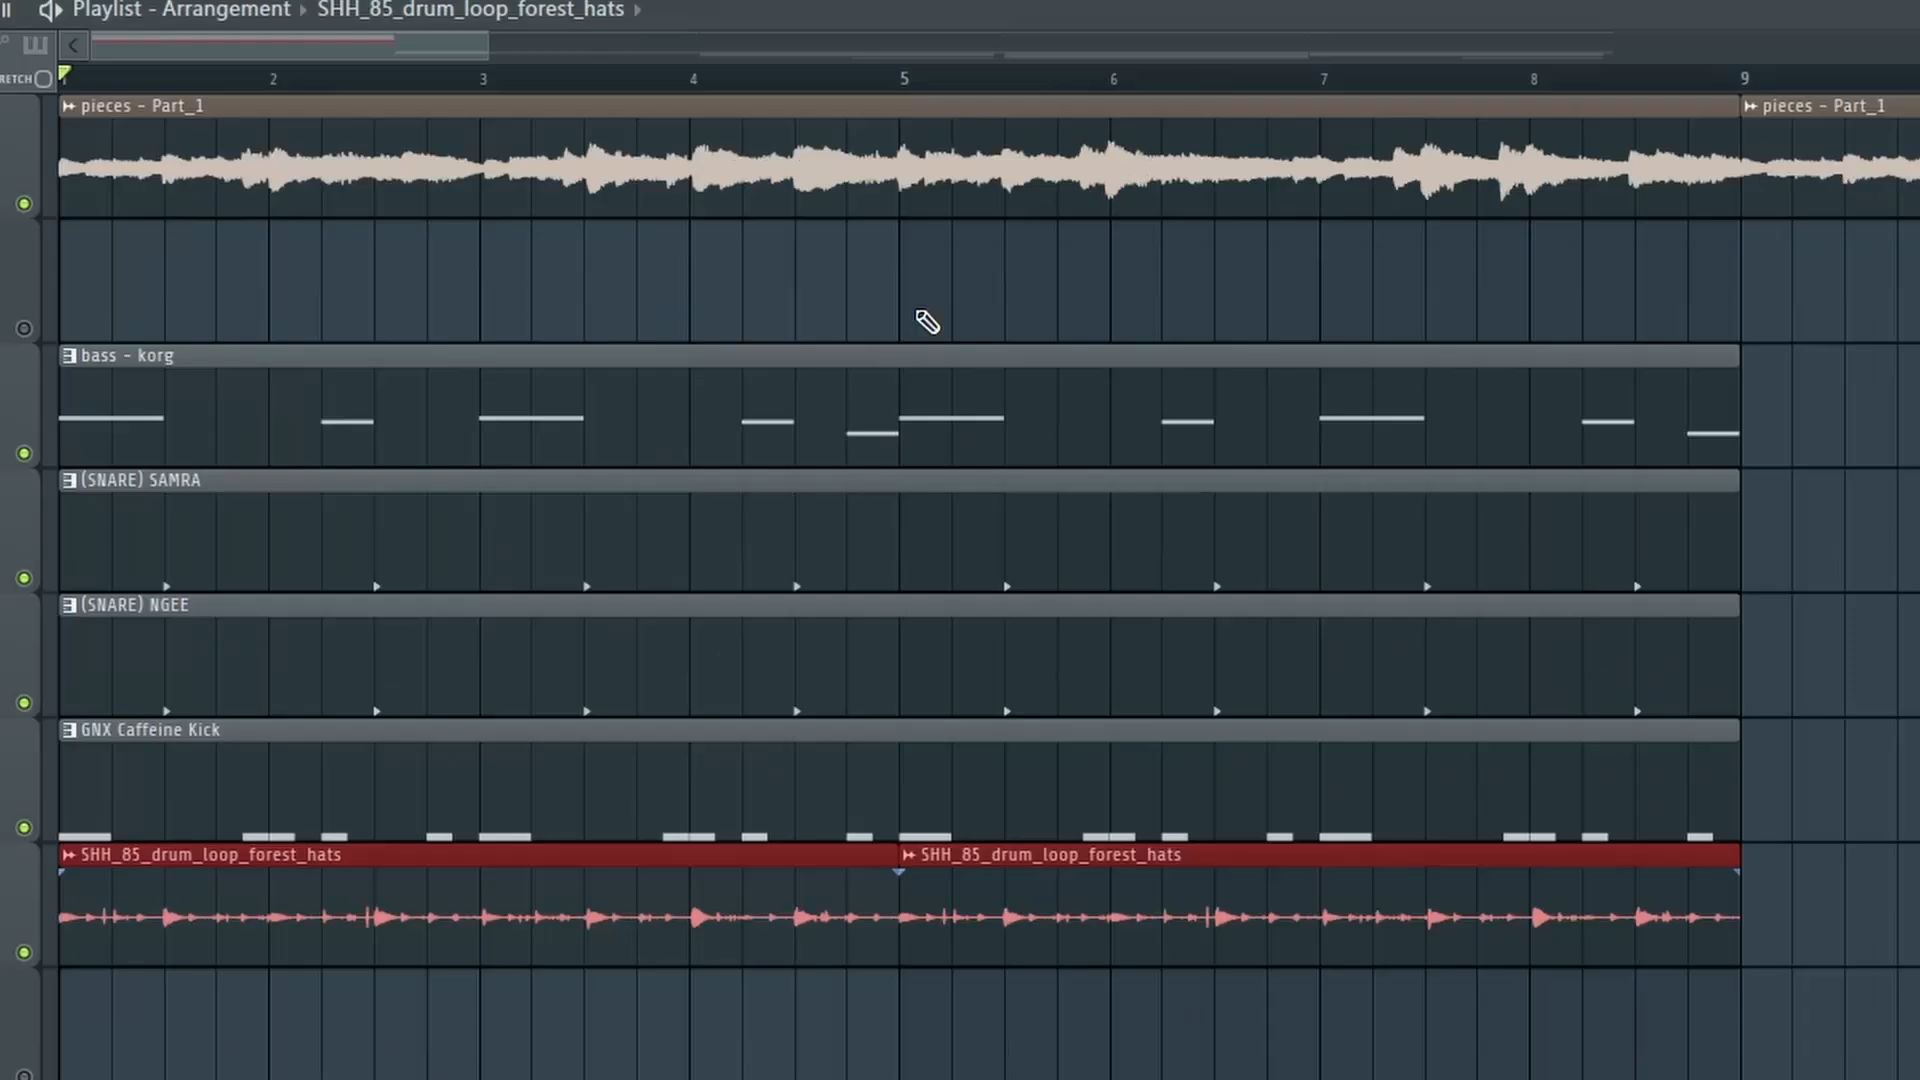 Playlist - Arrangement › SHH_85_drum_loop_forest_hats ›
RETCH
2 3 4 5 6 7 8 9
pieces - Part_1 pieces - Part_1
bass - korg
(SNARE) SAMRA
(SNARE) NGEE
GNX Caffeine Kick
SHH_85_drum_loop_forest_hats SHH_85_drum_loop_forest_hats